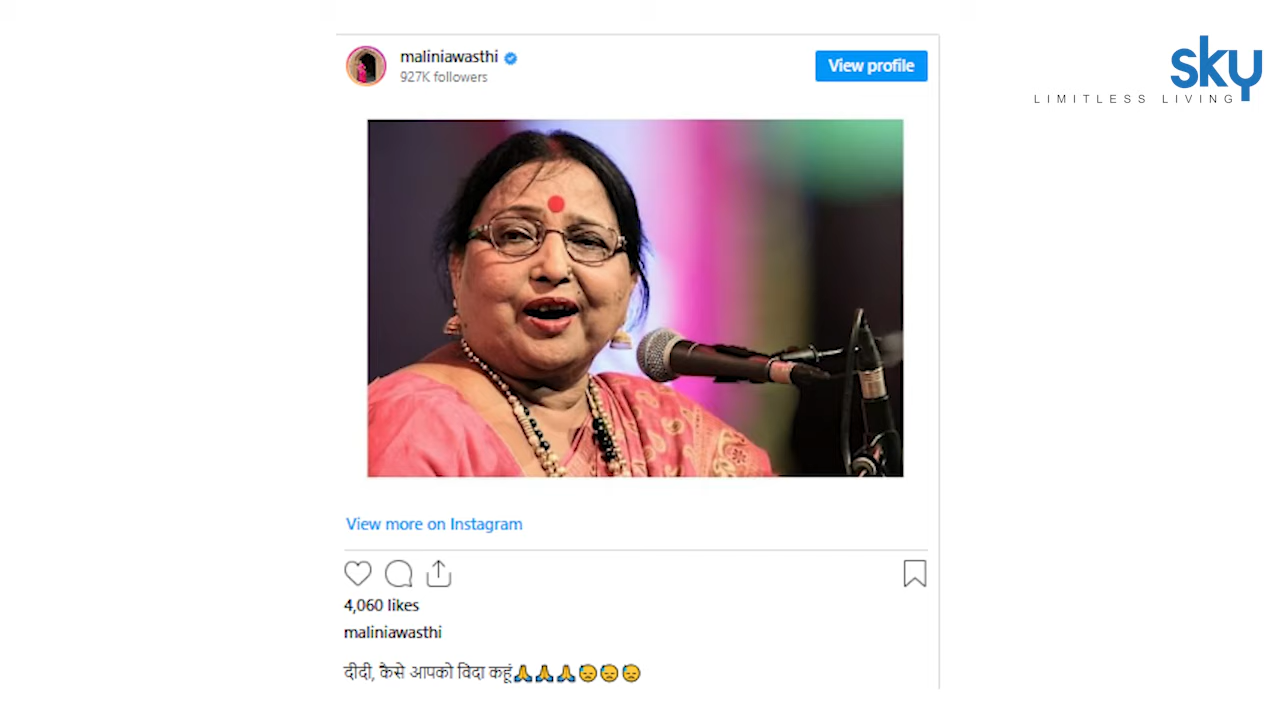 maliniawasthi
927K followers
View profile
sky
LIMITLESS LIVING
View more on Instagram
4,060 likes
maliniawasthi
दीदी, कैसे आपको विदा कहूं🙏🙏🙏😓😓😓